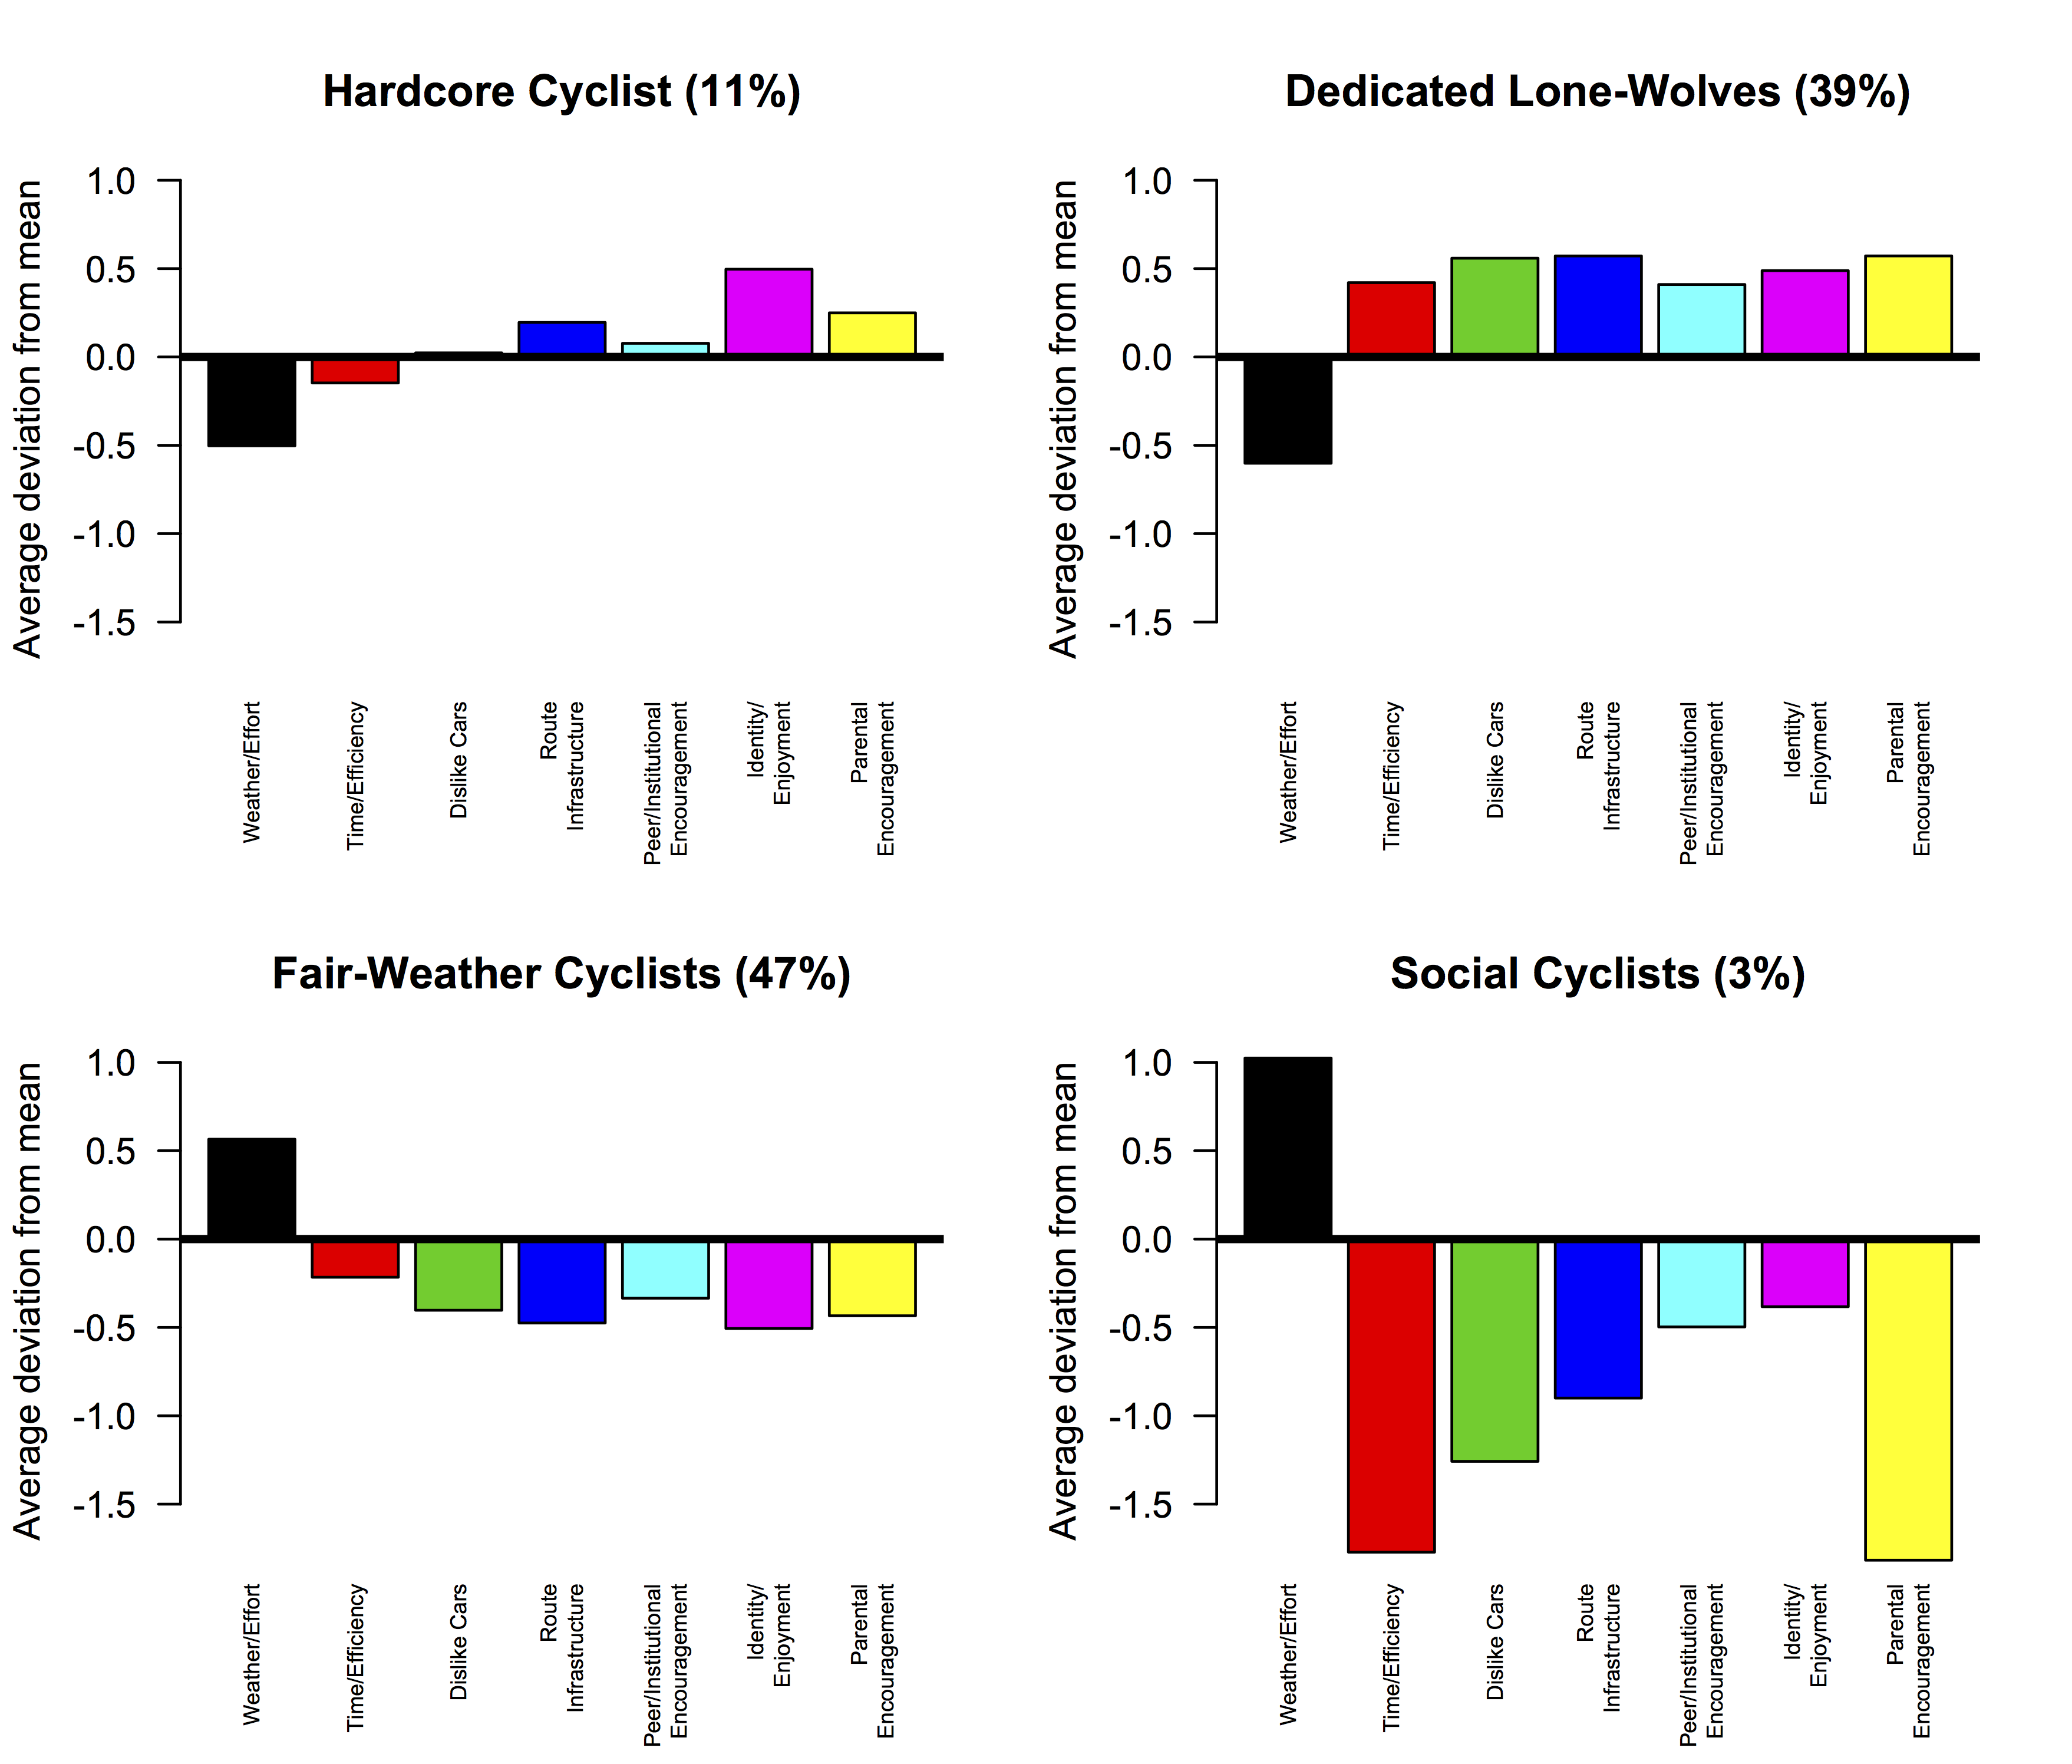 Hardcore Cyclist (11%)
Average deviation from mean
1.0
0.5
0.0
-0.5
-1.0
-1.5
Weather/Effort
Time/Efficiency
Dislike Cars
Route
Infrastructure
Peer/Institutional
Encouragement
Identity/
Enjoyment
Parental
Encouragement
Dedicated Lone-Wolves (39%)
Average deviation from mean
1.0
0.5
0.0
-0.5
-1.0
-1.5
Weather/Effort
Time/Efficiency
Dislike Cars
Route
Infrastructure
Peer/Institutional
Encouragement
Identity/
Enjoyment
Parental
Encouragement
Fair-Weather Cyclists (47%)
Average deviation from mean
1.0
0.5
0.0
-0.5
-1.0
-1.5
Weather/Effort
Time/Efficiency
Dislike Cars
Route
Infrastructure
Peer/Institutional
Encouragement
Identity/
Enjoyment
Parental
Encouragement
Social Cyclists (3%)
Average deviation from mean
1.0
0.5
0.0
-0.5
-1.0
-1.5
Weather/Effort
Time/Efficiency
Dislike Cars
Route
Infrastructure
Peer/Institutional
Encouragement
Identity/
Enjoyment
Parental
Encouragement